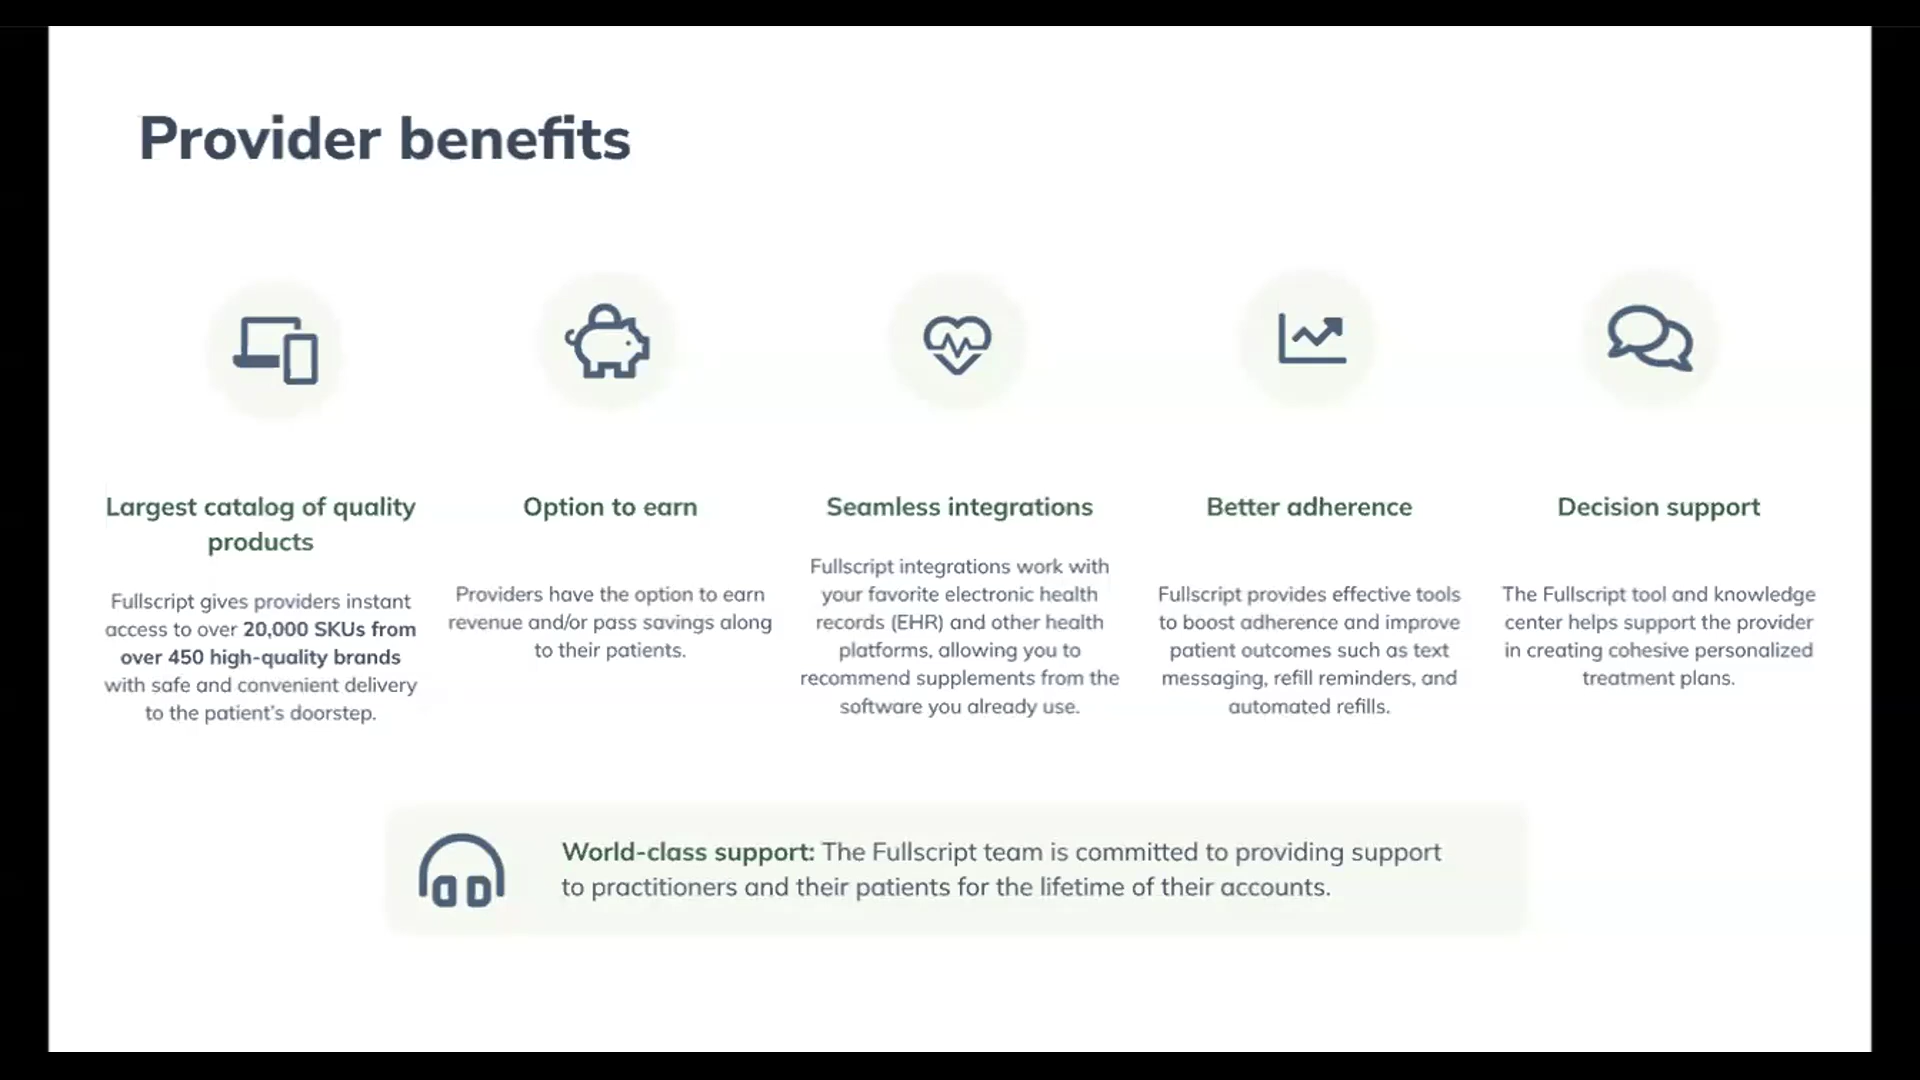 Provider benefits
Largest catalog of quality
products
Fullscript gives providers instant
access to over 20,000 SKUs from
over 450 high-quality brands
with safe and convenient delivery
to the patient's doorstep.
Option to earn
Providers have the option to earn
revenue and/or pass savings along
to their patients.
Seamless integrations
Fullscript integrations work with
your favorite electronic health
records (EHR) and other health
platforms, allowing you to
recommend supplements from the
software you already use.
Better adherence
Fullscript provides effective tools
to boost adherence and improve
patient outcomes such as text
messaging, refill reminders, and
automated refills.
Decision support
The Fullscript tool and knowledge
center helps support the provider
in creating cohesive personalized
treatment plans.
World-class support: The Fullscript team is committed to providing support
to practitioners and their patients for the lifetime of their accounts.